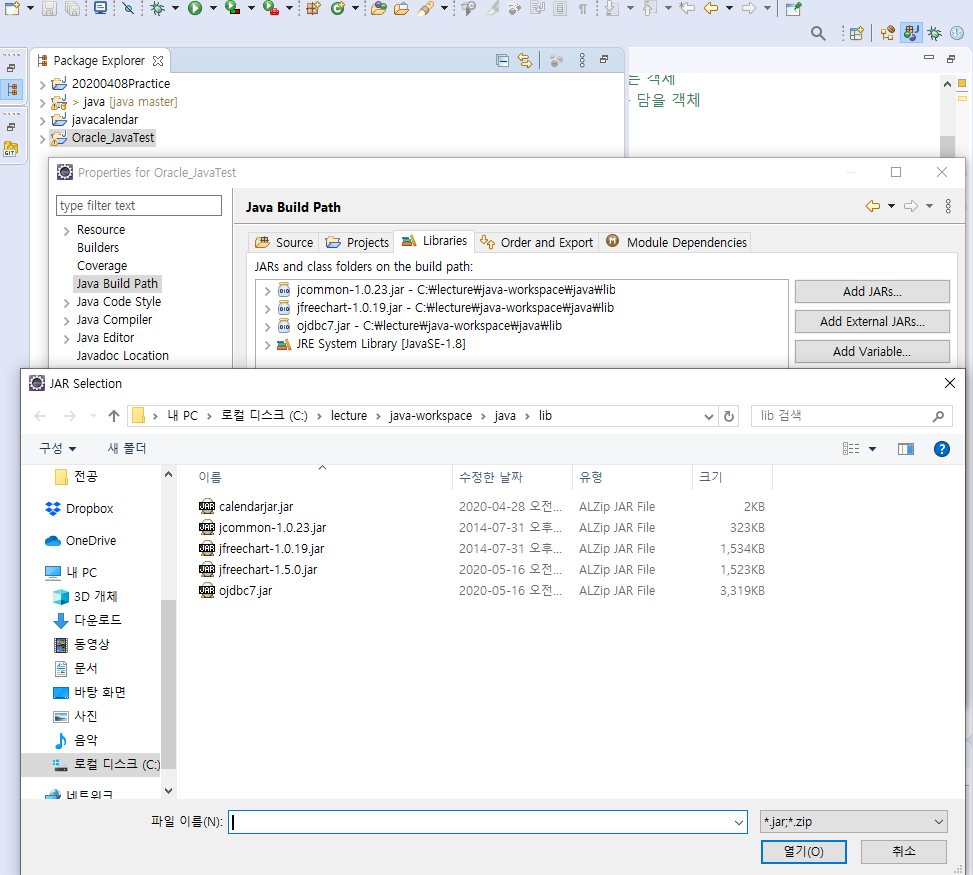 Package Explorer
는 객체
20200408Practice
> java [java master]
담을 객체
javacalendar
Oracle_JavaTest
GIT
Properties for Oracle_JavaTest
type filter text
Java Build Path
Resource
Builders
Coverage
Java Build Path
Java Code Style
Java Compiler
Java Editor
Javadoc Location
Source
Projects
Libraries
Order and Export
Module Dependencies
JARs and class folders on the build path:
jcommon-1.0.23.jar - C:₩lecture₩java-workspace₩java₩lib
jfreechart-1.0.19.jar - C:₩lecture₩java-workspace₩java₩lib
ojdbc7.jar - C:₩lecture₩java-workspace₩java₩lib
JRE System Library [JavaSE-1.8]
Add JARs...
Add External JARs...
Add Variable...
JAR Selection
내 PC > 로컬 디스크 (C:) > lecture > java-workspace > java > lib
lib 검색
구성
새 폴더
전공
Dropbox
OneDrive
내 PC
3D 개체
다운로드
동영상
문서
바탕 화면
사진
음악
로컬 디스크 (C:)
네트워크
이름 수정한 날짜 유형 크기
calendarjar.jar 2020-04-28 오전... ALZip JAR File 2KB
jcommon-1.0.23.jar 2014-07-31 오후... ALZip JAR File 323KB
jfreechart-1.0.19.jar 2014-07-31 오후... ALZip JAR File 1,534KB
jfreechart-1.5.0.jar 2020-05-16 오전... ALZip JAR File 1,523KB
ojdbc7.jar 2020-05-16 오전... ALZip JAR File 3,319KB
파일 이름(N):
*.jar;*.zip
열기(O)
취소